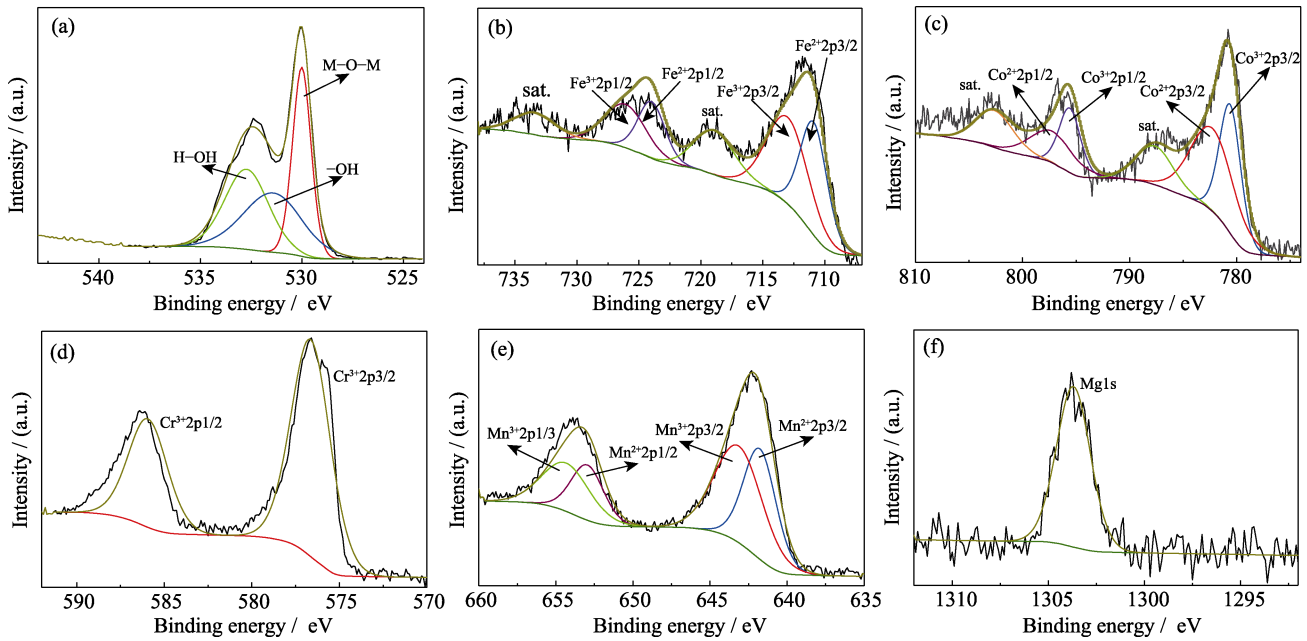 (a)
M−O−M
H−OH
−OH
Intensity / (a.u.)
540 535 530 525
Binding energy / eV
(b)
Fe²⁺2p3/2
Fe³⁺2p1/2
Fe²⁺2p1/2
sat.
sat.
Fe³⁺2p3/2
Intensity / (a.u.)
735 730 725 720 715 710
Binding energy / eV
(c)
Co³⁺2p3/2
sat.
Co²⁺2p1/2
Co³⁺2p1/2
Co²⁺2p3/2
sat.
Intensity / (a.u.)
810 800 790 780
Binding energy / eV
(d)
Cr³⁺2p3/2
Cr³⁺2p1/2
Intensity / (a.u.)
590 585 580 575 570
Binding energy / eV
(e)
Mn³⁺2p1/3
Mn²⁺2p1/2
Mn³⁺2p3/2
Mn²⁺2p3/2
Intensity / (a.u.)
660 655 650 645 640 635
Binding energy / eV
(f)
Mg1s
Intensity / (a.u.)
1310 1305 1300 1295
Binding energy / eV